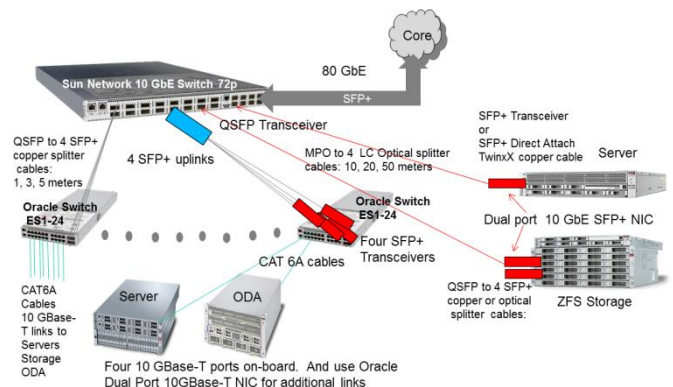 Core
80 GbE
Sun Network 10 GbE Switch 72p
SFP+
QSFP Transceiver
SFP+ Transceiver
or
SFP+ Direct Attach
TwinX copper cable
Server
QSFP to 4 SFP+
copper splitter
cables:
1, 3, 5 meters
4 SFP+ uplinks
MPO to 4 LC Optical splitter
cables: 10, 20, 50 meters
Oracle Switch
ES1-24
Oracle Switch
ES1-24
Dual port 10 GbE SFP+ NIC
Four SFP+
Transceivers
CAT 6A cables
CAT6A
Cables
10 GBase-
T links to
Servers
Storage
ODA
Server
ODA
QSFP to 4 SFP+
copper or optical
splitter cables:
ZFS Storage
Four 10 GBase-T ports on-board. And use Oracle
Dual Port 10GBase-T NIC for additional links